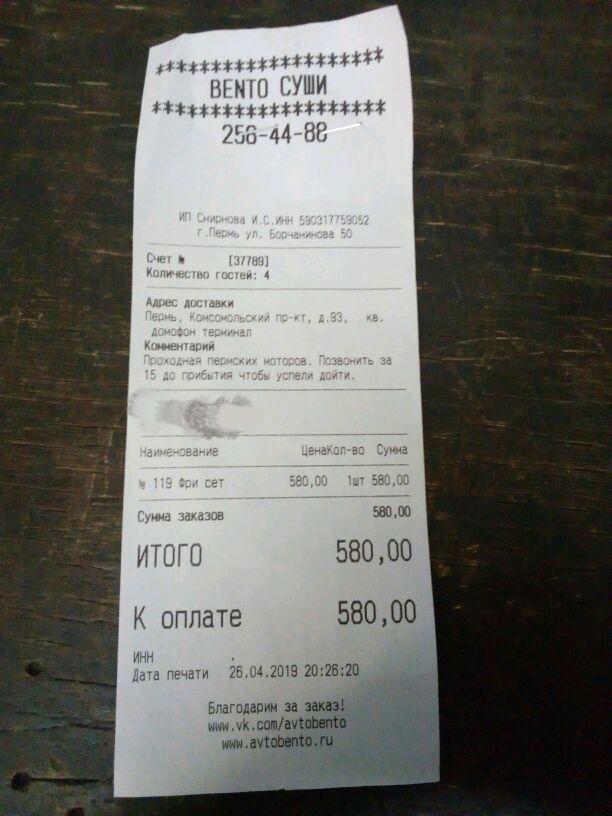 ********************
BENTO СУШИ
********************
256-44-88
ИП Смирнова И.С.ИНН 590317759052
г.Пермь ул. Борчанинова 50
Счет № [37789]
Количество гостей: 4
Адрес доставки
Пермь, Комсомольский пр-кт, д.93, кв.
домофон терминал
Комментарий
Проходная пермских моторов. Позвонить за
15 до прибытия чтобы успели дойти.
Наименование ЦенаКол-во Сумма
№ 119 Фри сет 580,00 1шт 580,00
Сумма заказов 580,00
ИТОГО 580,00
К оплате 580,00
ИНН
Дата печати 26.04.2019 20:26:20
Благодарим за заказ!
www.vk.com/avtobento
www.avtobento.ru